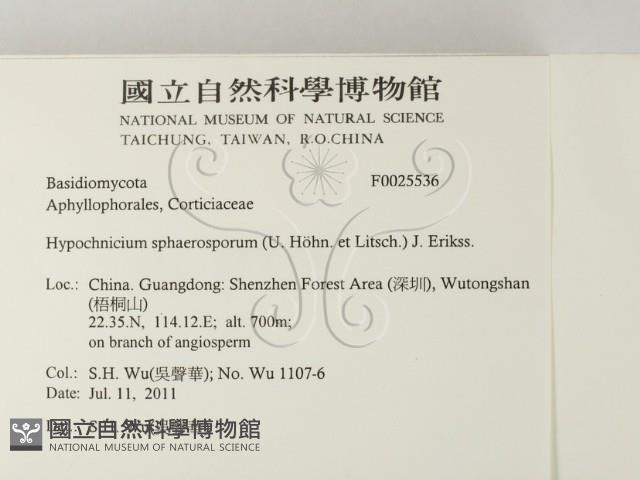 國立自然科學博物館
NATIONAL MUSEUM OF NATURAL SCIENCE
TAICHUNG, TAIWAN, R.O.CHINA
Basidiomycota F0025536
Aphyllophorales, Corticiaceae
Hypochnicium sphaerosporum (U. Höhn. et Litsch.) J. Erikss.
Loc.: China. Guangdong: Shenzhen Forest Area (深圳), Wutongshan
(梧桐山)
22.35.N, 114.12.E; alt. 700m;
on branch of angiosperm
Col.: S.H. Wu(吳聲華); No. Wu 1107-6
Date: Jul. 11, 2011
國立自然科學博物館
NATIONAL MUSEUM OF NATURAL SCIENCE